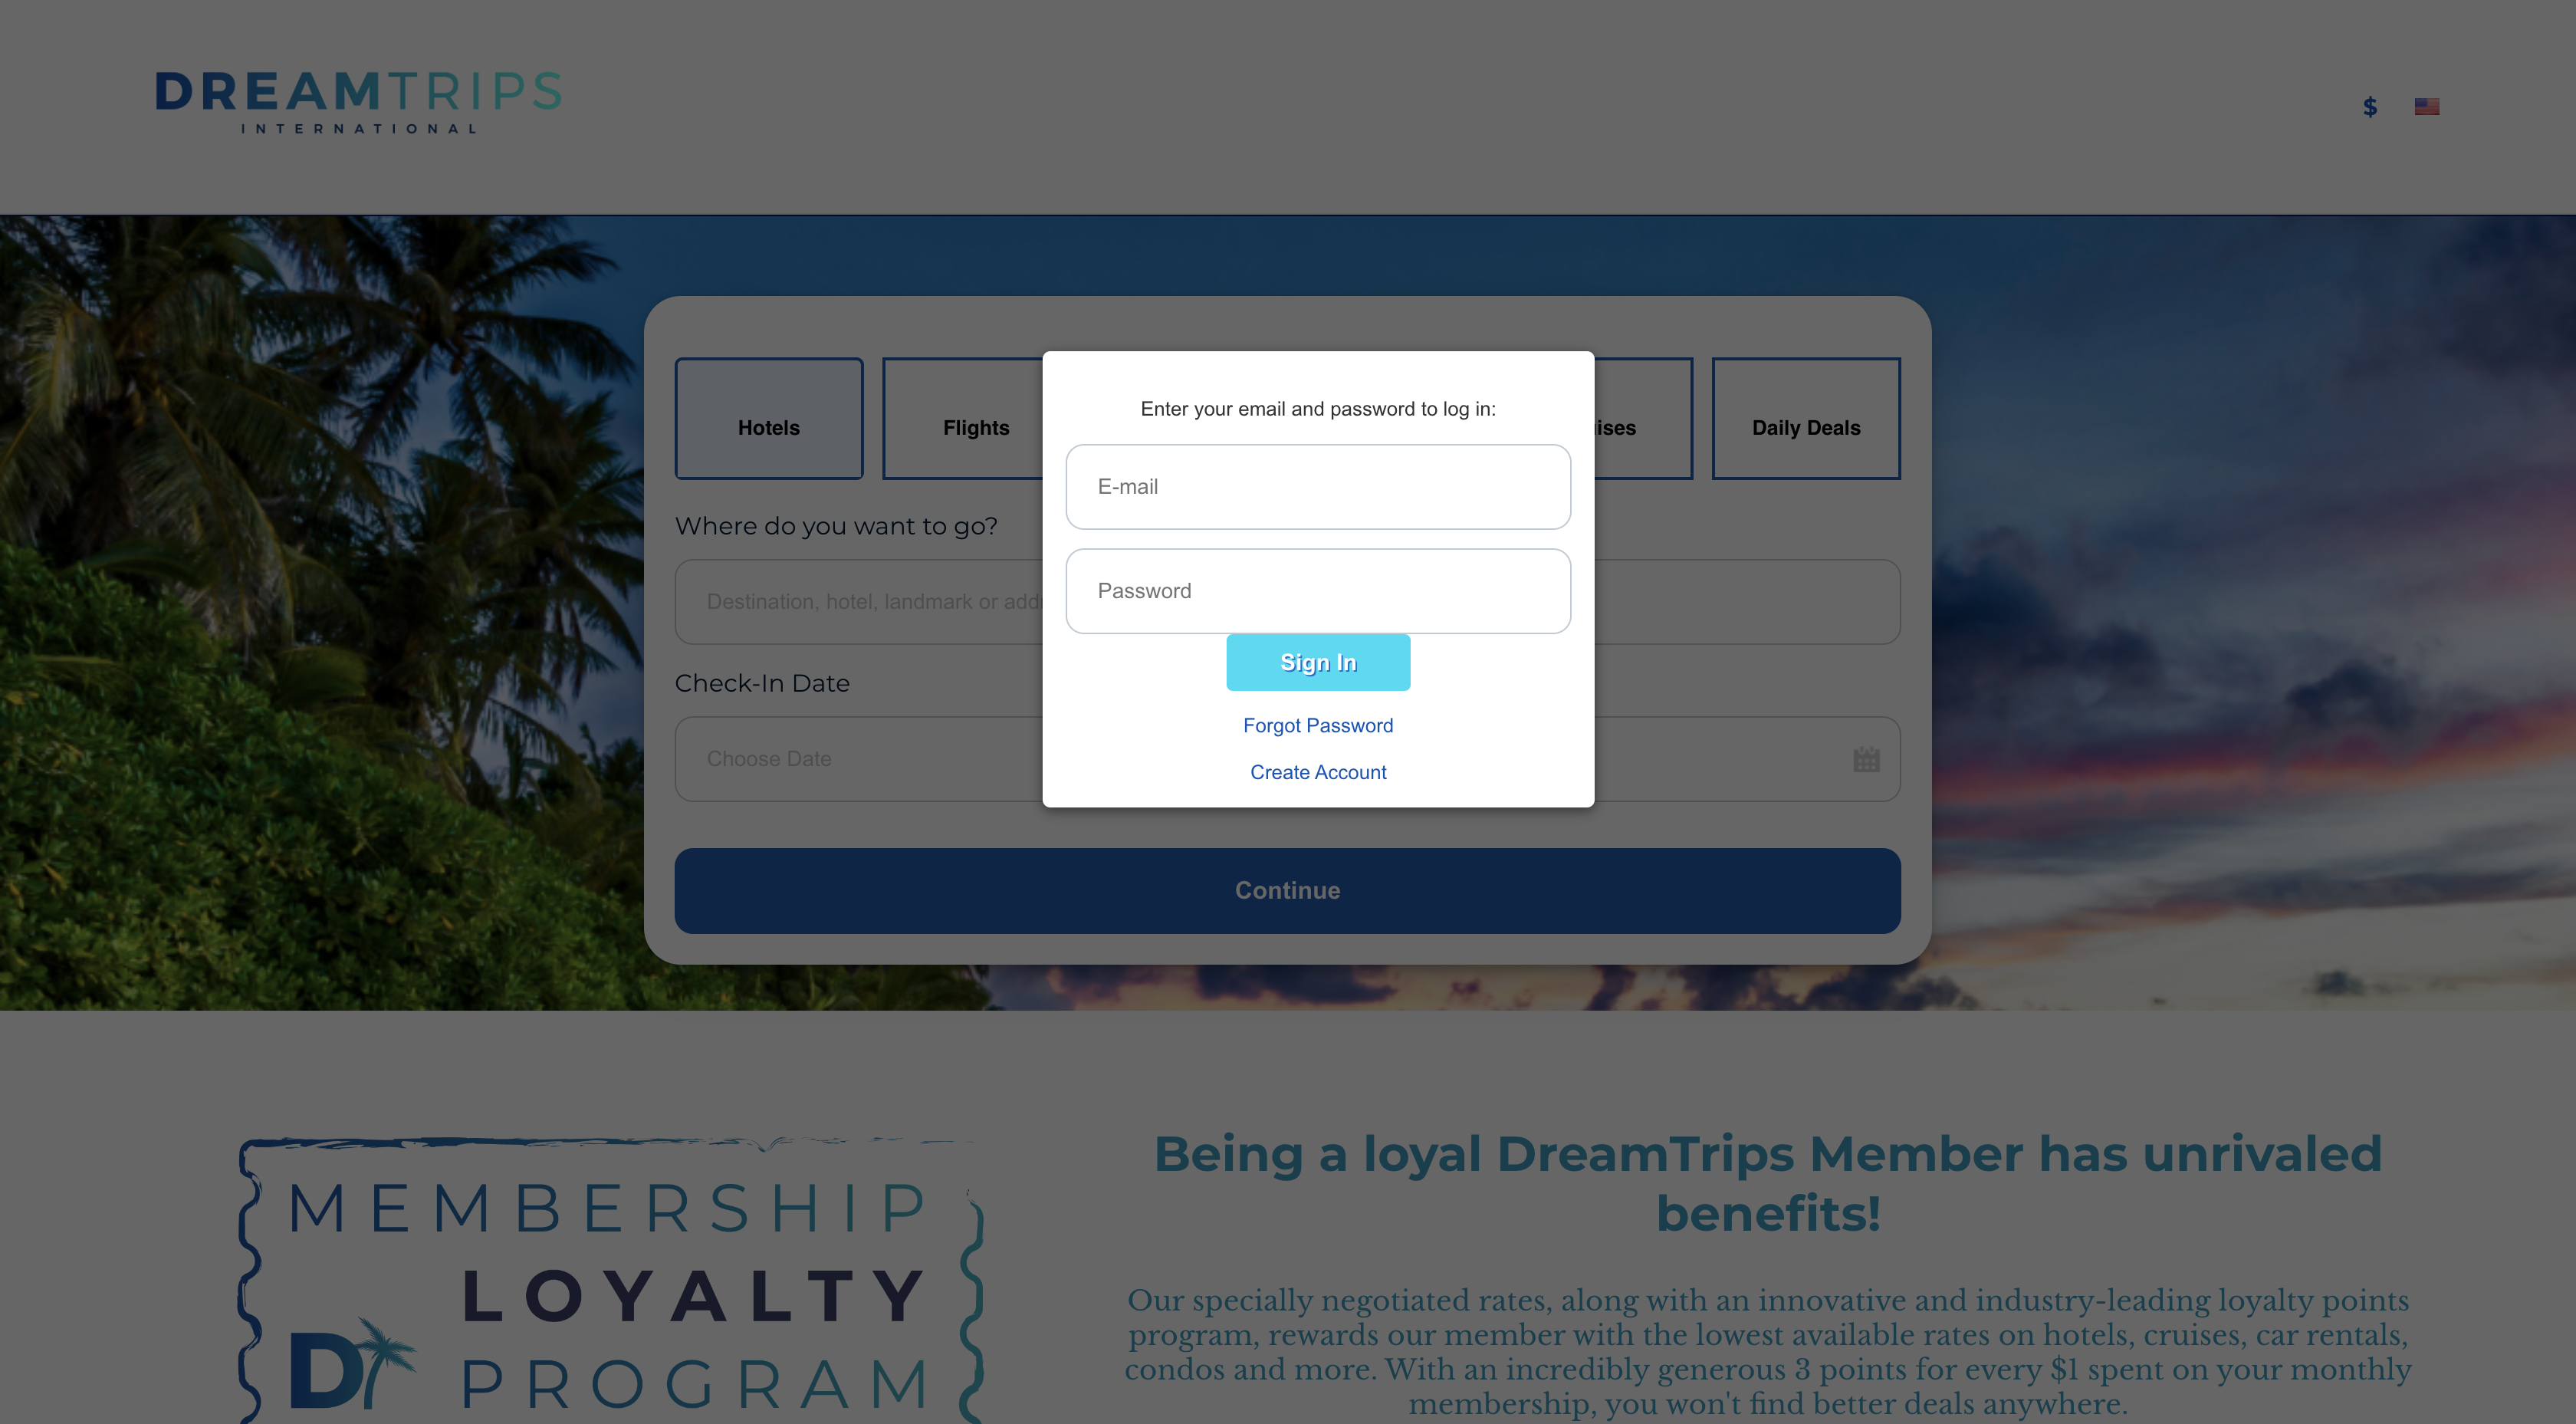 DREAMTRIPS
INTERNATIONAL
$
Hotels
Flights
ises
Daily Deals
Where do you want to go?
Destination, hotel, landmark or add
Check-In Date
Choose Date
Enter your email and password to log in:
E-mail
Password
Sign In
Forgot Password
Create Account
Continue
MEMBERSHIP
LOYALTY
DT PROGRAM
Being a loyal DreamTrips Member has unrivaled
benefits!
Our specially negotiated rates, along with an innovative and industry-leading loyalty points
program, rewards our member with the lowest available rates on hotels, cruises, car rentals,
condos and more. With an incredibly generous 3 points for every $1 spent on your monthly
membership, you won't find better deals anywhere.